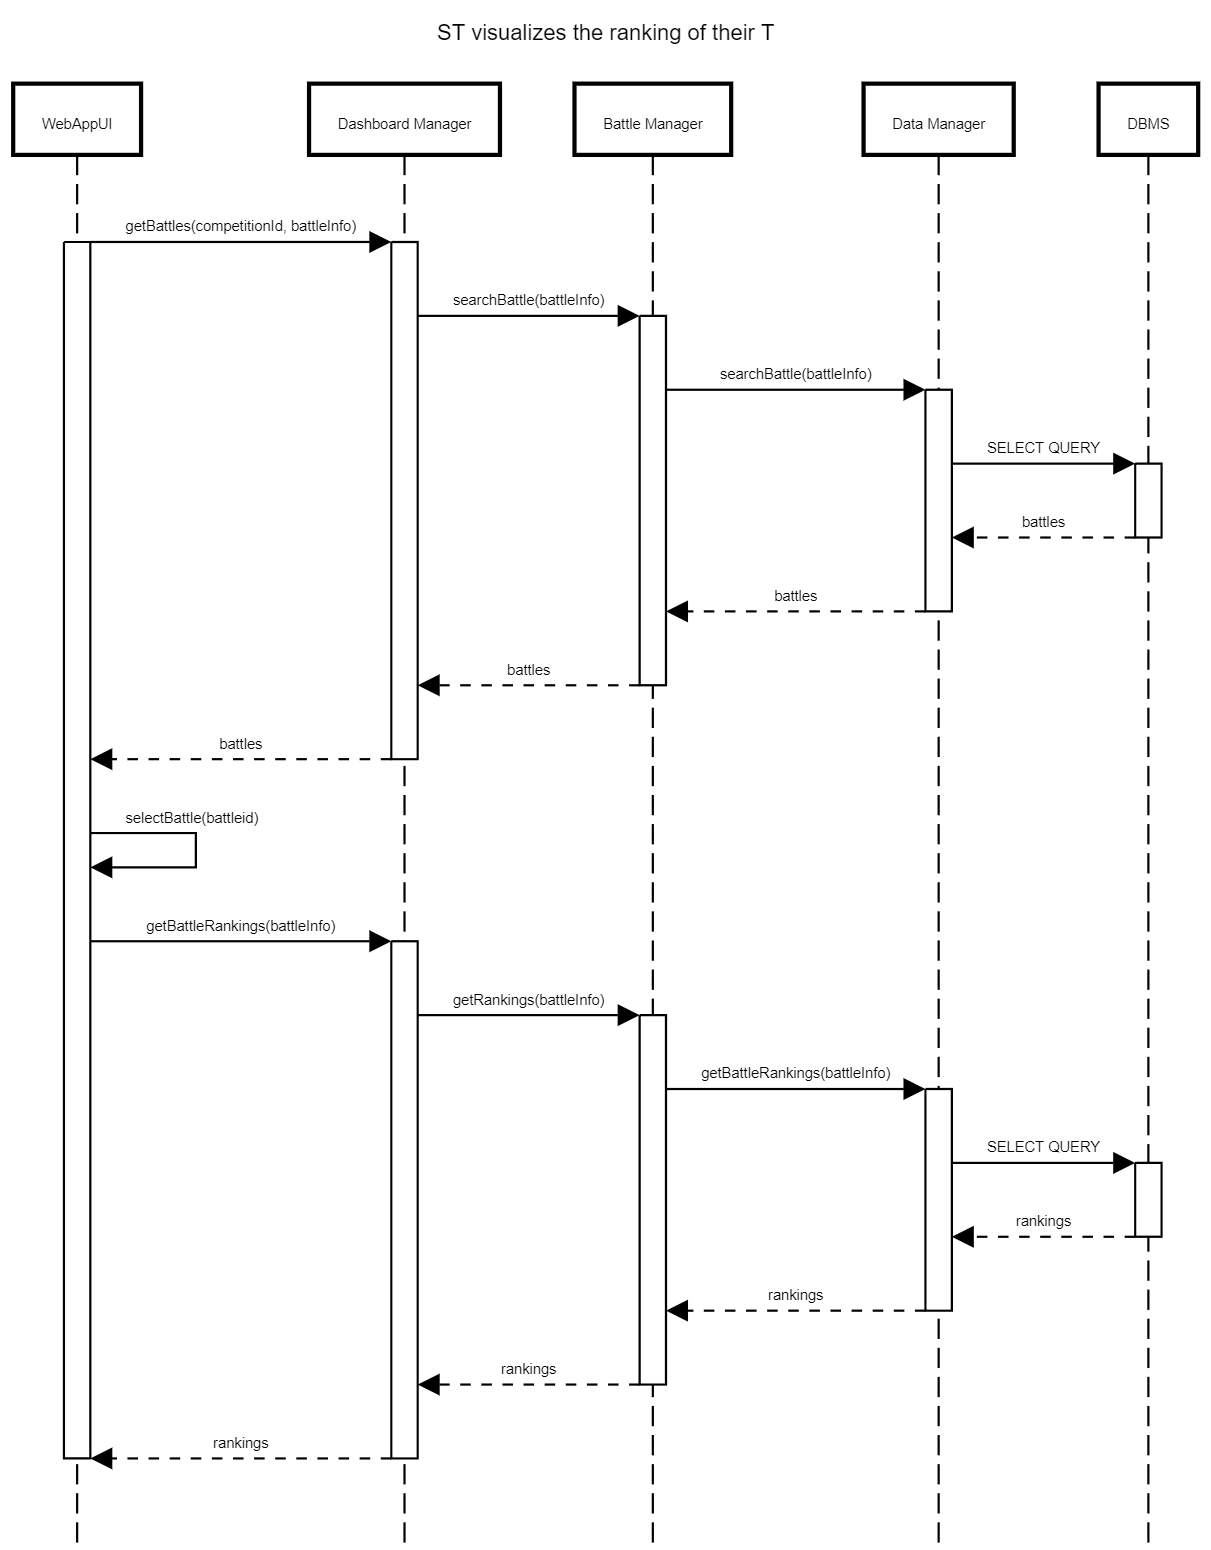 ST visualizes the ranking of their T
WebAppUI
Dashboard Manager
Battle Manager
Data Manager
DBMS
getBattles(competitionId, battleInfo)
searchBattle(battleInfo)
searchBattle(battleInfo)
SELECT QUERY
battles
battles
battles
battles
selectBattle(battleid)
getBattleRankings(battleInfo)
getRankings(battleInfo)
getBattleRankings(battleInfo)
SELECT QUERY
rankings
rankings
rankings
rankings